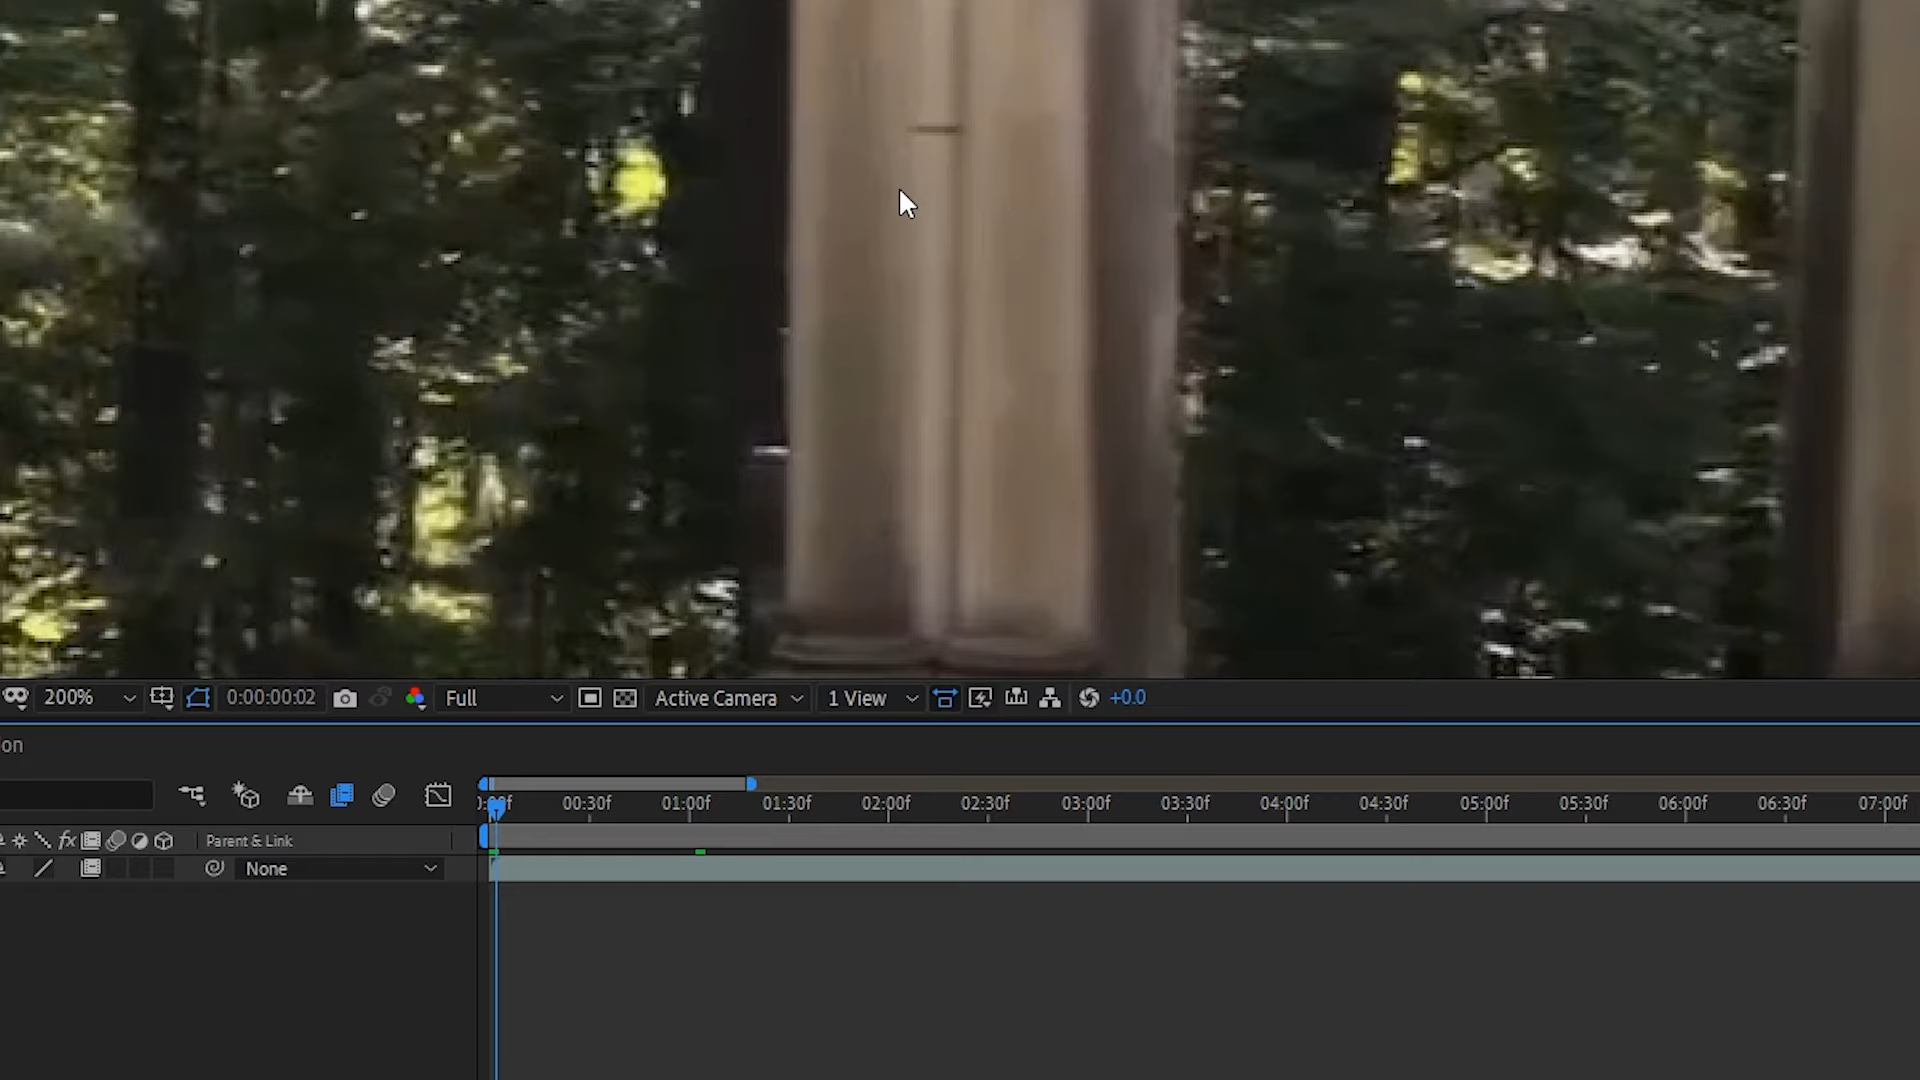 200% 0:00:00:02 Full Active Camera 1 View +0.0
on
00:30f 01:00f 01:30f 02:00f 02:30f 03:00f 03:30f 04:00f 04:30f 05:00f 05:30f 06:00f 06:30f 07:00f
fx Parent & Link
None